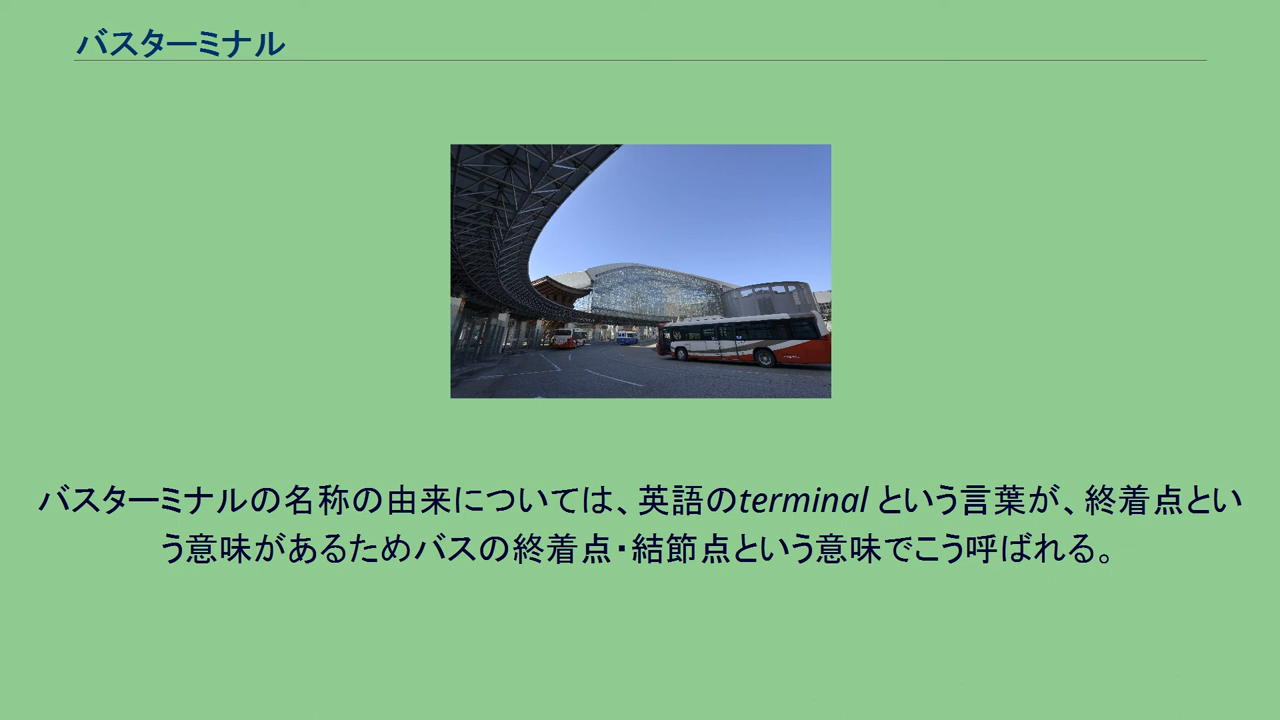 バスターミナル
バスターミナルの名称の由来については、英語のterminal という言葉が、終着点とい
う意味があるためバスの終着点・結節点という意味でこう呼ばれる。